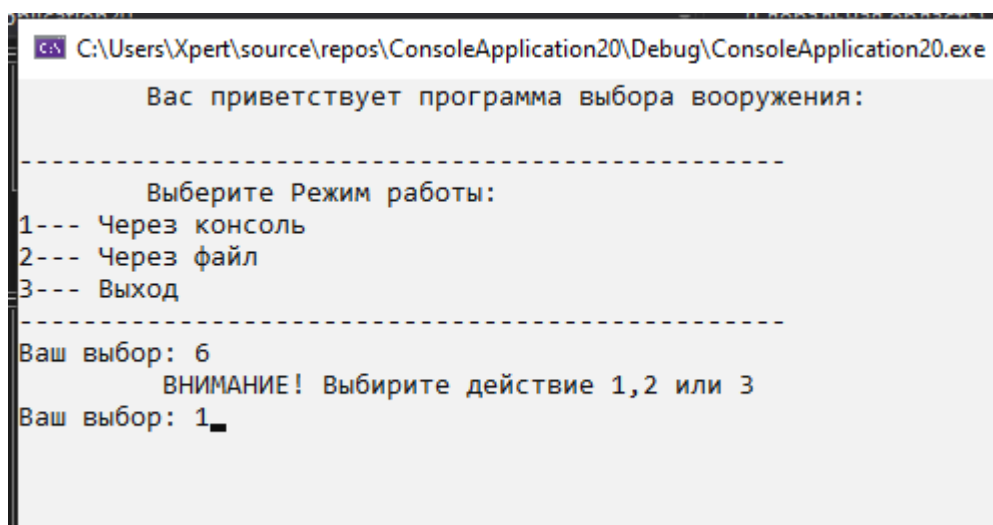 C:\Users\Xpert\source\repos\ConsoleApplication20\Debug\ConsoleApplication20.exe
Вас приветствует программа выбора вооружения:
------------------------------------------------
Выберите Режим работы:
1--- Через консоль
2--- Через файл
3--- Выход
------------------------------------------------
Ваш выбор: 6
ВНИМАНИЕ! Выбирите действие 1,2 или 3
Ваш выбор: 1